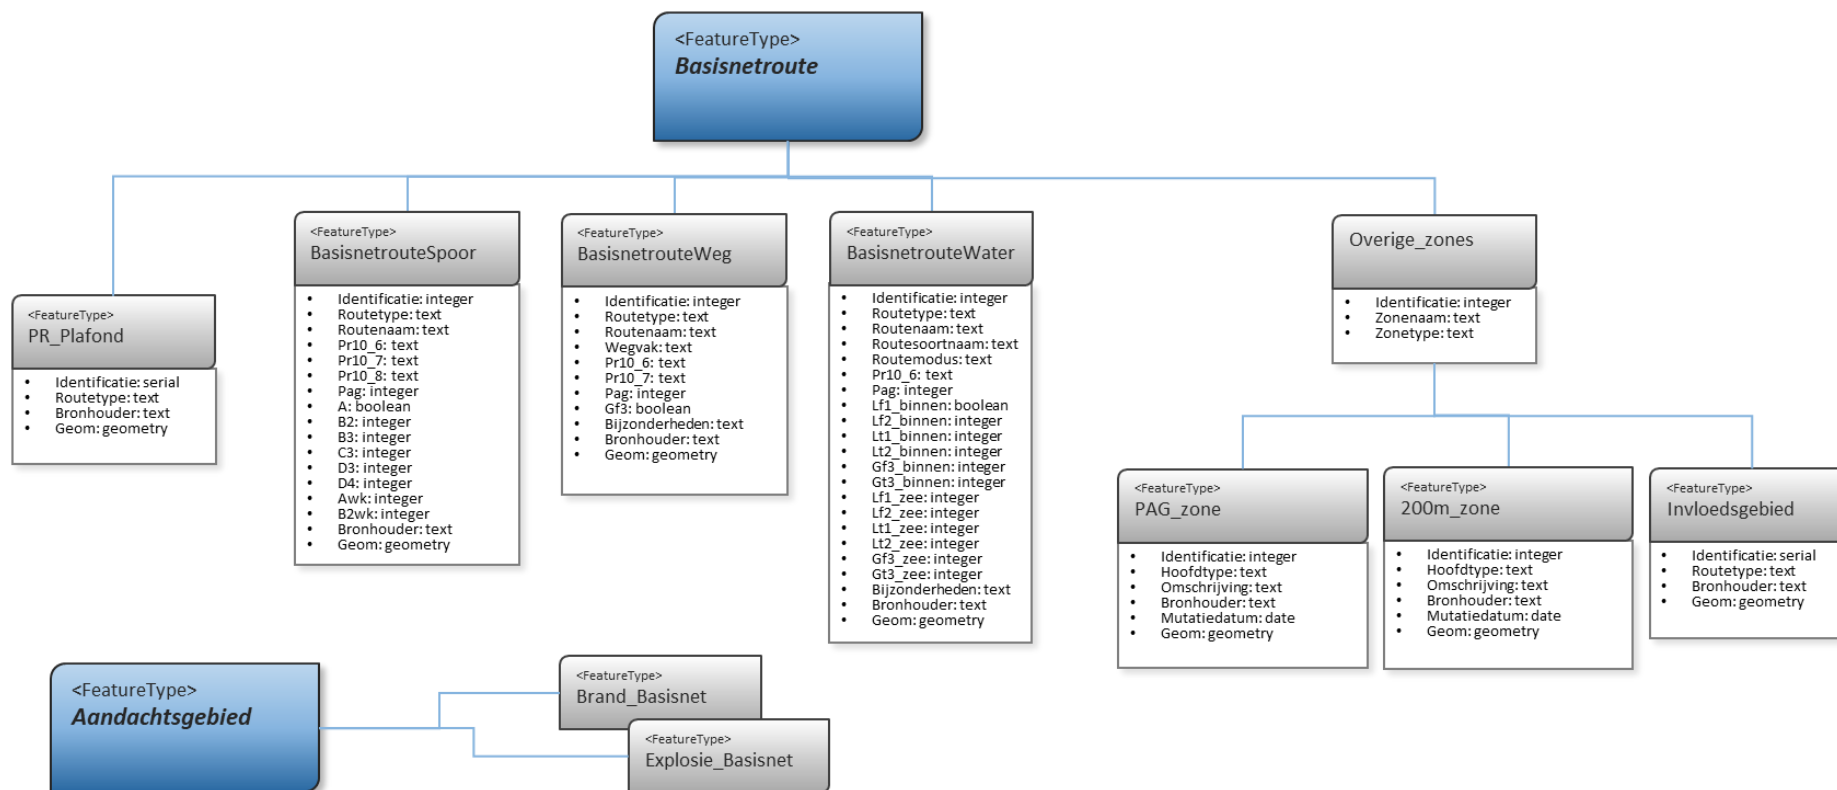 <FeatureType>
Basisnetroute
<FeatureType>
PR_Plafond
• Identificatie: serial
• Routetype: text
• Bronhouder: text
• Geom: geometry
<FeatureType>
BasisnetrouteSpoor
• Identificatie: integer
• Routetype: text
• Routenaam: text
• Pr10_6: text
• Pr10_7: text
• Pr10_8: text
• Pag: integer
• A: boolean
• B2: integer
• B3: integer
• C3: integer
• D3: integer
• D4: integer
• Awk: integer
• B2wk: integer
• Bronhouder: text
• Geom: geometry
<FeatureType>
BasisnetrouteWeg
• Identificatie: integer
• Routetype: text
• Routenaam: text
• Wegvak: text
• Pr10_6: text
• Pr10_7: text
• Pag: integer
• Gf3: boolean
• Bijzonderheden: text
• Bronhouder: text
• Geom: geometry
<FeatureType>
BasisnetrouteWater
• Identificatie: integer
• Routetype: text
• Routenaam: text
• Routesoortnaam: text
• Routemodus: text
• Pr10_6: text
• Pag: integer
• Lf1_binnen: boolean
• Lf2_binnen: integer
• Lt1_binnen: integer
• Lt2_binnen: integer
• Gf3_binnen: integer
• Gt3_binnen: integer
• Lf1_zee: integer
• Lf2_zee: integer
• Lt1_zee: integer
• Lt2_zee: integer
• Gf3_zee: integer
• Gt3_zee: integer
• Bijzonderheden: text
• Bronhouder: text
• Geom: geometry
Overige_zones
• Identificatie: integer
• Zonenaam: text
• Zonetype: text
<FeatureType>
PAG_zone
• Identificatie: integer
• Hoofdtype: text
• Omschrijving: text
• Bronhouder: text
• Mutatiedatum: date
• Geom: geometry
<FeatureType>
200m_zone
• Identificatie: integer
• Hoofdtype: text
• Omschrijving: text
• Bronhouder: text
• Mutatiedatum: date
• Geom: geometry
<FeatureType>
Invloedsgebied
• Identificatie: serial
• Routetype: text
• Bronhouder: text
• Geom: geometry
<FeatureType>
Aandachtsgebied
<FeatureType>
Brand_Basisnet
<FeatureType>
Explosie_Basisnet